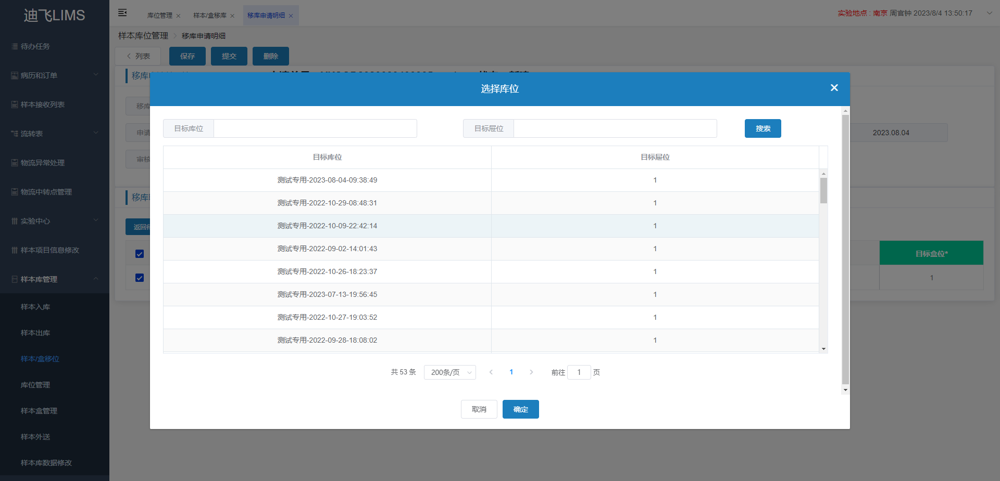 迪飞LIMS
待办任务
病历和订单
样本接收列表
流转表
物流异常处理
物流中转点管理
实验中心
样本项目信息修改
样本库管理
样本入库
样本出库
样本/盒移位
库位管理
样本盒管理
样本外送
样本库数据修改
库位管理 样本/盒移库 移库申请明细
实验地点 : 南京 周官钟 2023/8/4 13:50:17
样本库位管理 移库申请明细
列表 保存 提交 删除
移库
移库
申请
审核
2023.08.04
移库
返回待
目标盒位*
1
选择库位
目标库位 目标屉位 搜索
目标库位 目标屉位
测试专用-2023-08-04-09:38:49 1
测试专用-2022-10-29-08:48:31 1
测试专用-2022-10-09-22:42:14 1
测试专用-2022-09-02-14:01:43 1
测试专用-2022-10-26-18:23:37 1
测试专用-2023-07-13-19:56:45 1
测试专用-2022-10-27-19:03:52 1
测试专用-2022-09-28-18:08:02 1
共 53 条 200条/页 1 前往 1 页
取消 确定